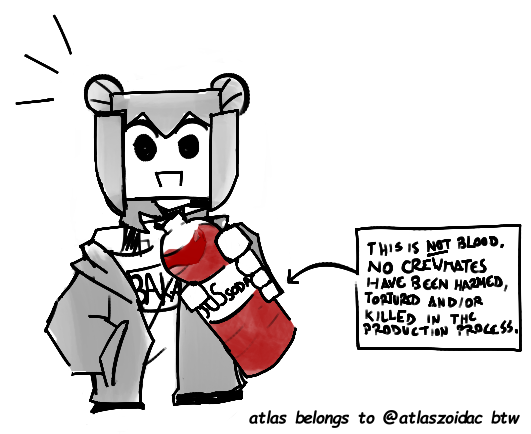 BAKA
SUS SODA
THIS IS NOT BLOOD.
NO CREWMATES
HAVE BEEN HARMED,
TORTURED AND/OR
KILLED IN THE
PRODUCTION PROCESS.
atlas belongs to @atlaszoidac btw